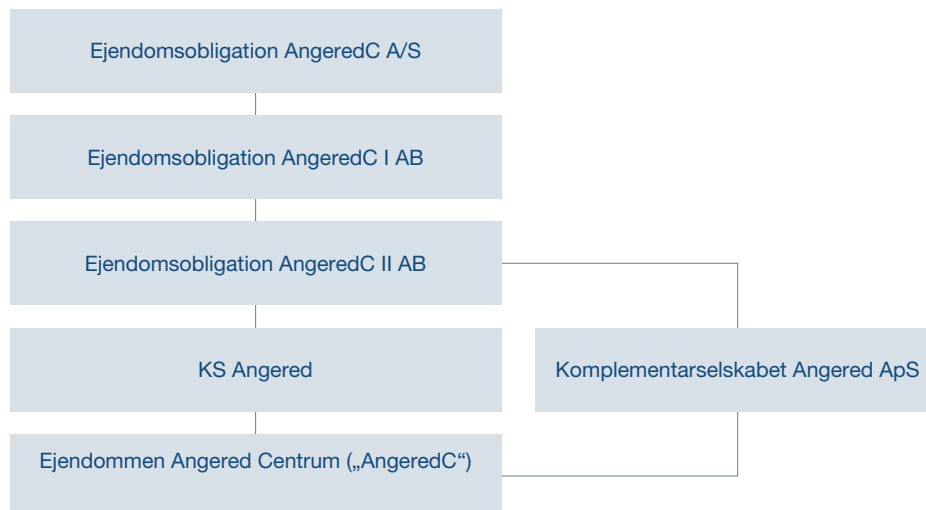 Ejendomsobligation AngeredC A/S
Ejendomsobligation AngeredC I AB
Ejendomsobligation AngeredC II AB
KS Angered
Komplementarselskabet Angered ApS
Ejendommen Angered Centrum („AngeredC“)